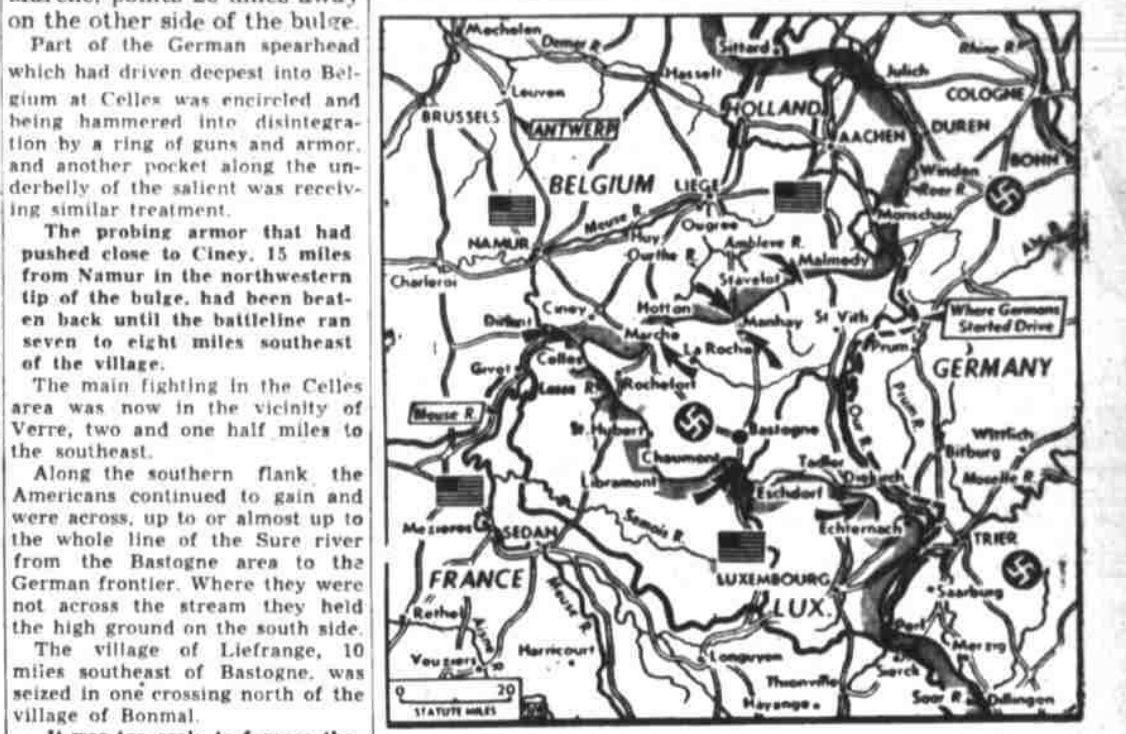 on the other side of the bulge.
Part of the German spearhead
which had driven deepest into Bel-
gium at Celles was encircled and
being hammered into disintegra-
tion by a ring of guns and armor,
and another pocket along the un-
derbelly of the salient was receiv-
ing similar treatment.
The probing armor that had
pushed close to Ciney, 15 miles
from Namur in the northwestern
tip of the bulge, had been beat-
en back until the battleline ran
seven to eight miles southeast
of the village.
The main fighting in the Celles
area was now in the vicinity of
Verre, two and one half miles to
the southeast.
Along the southern flank the
Americans continued to gain and
were across, up to or almost up to
the whole line of the Sure river
from the Bastogne area to the
German frontier. Where they were
not across the stream they held
the high ground on the south side.
The village of Liefrange, 10
miles southeast of Bastogne, was
seized in one crossing north of the
village of Bonmal.
Mechelen
Demer R.
Sittard
Rhine R.
Hasselt
Julich
Louven
COLOGNE
BRUSSELS
HOLLAND
ANTWERP
AACHEN
DUREN
BONN
Winden
Roer R.
BELGIUM
LIEGE
Monschau
Meuse R.
Ougree
Ahr R.
NAMUR
Huy
Ambleve R.
Ourthe R.
Malmedy
Charleroi
Stavelot
Ciney
Hotton
Where Germans
Started Drive
Dinant
Marche
Manhay
St Vith
Prum
Celles
La Roche
GERMANY
Givet
Lesse R.
Rochefort
Meuse R.
Our R.
Prum R.
St. Hubert
Bastogne
Wittlich
Bitburg
Chaumont
Tadler
Diekirch
Moselle R.
Libramont
Eschdorf
Mezieres
Semois R.
Echternach
SEDAN
TRIER
FRANCE
LUXEMBOURG
Saarburg
LUX.
Rethel
Meuse R.
Aisne R.
Perl
Merzig
Harricourt
Vouziers
Longuyon
Sierck
Thionville
Saar R.
Dillingen
Hayange
0 20
STATUTE MILES